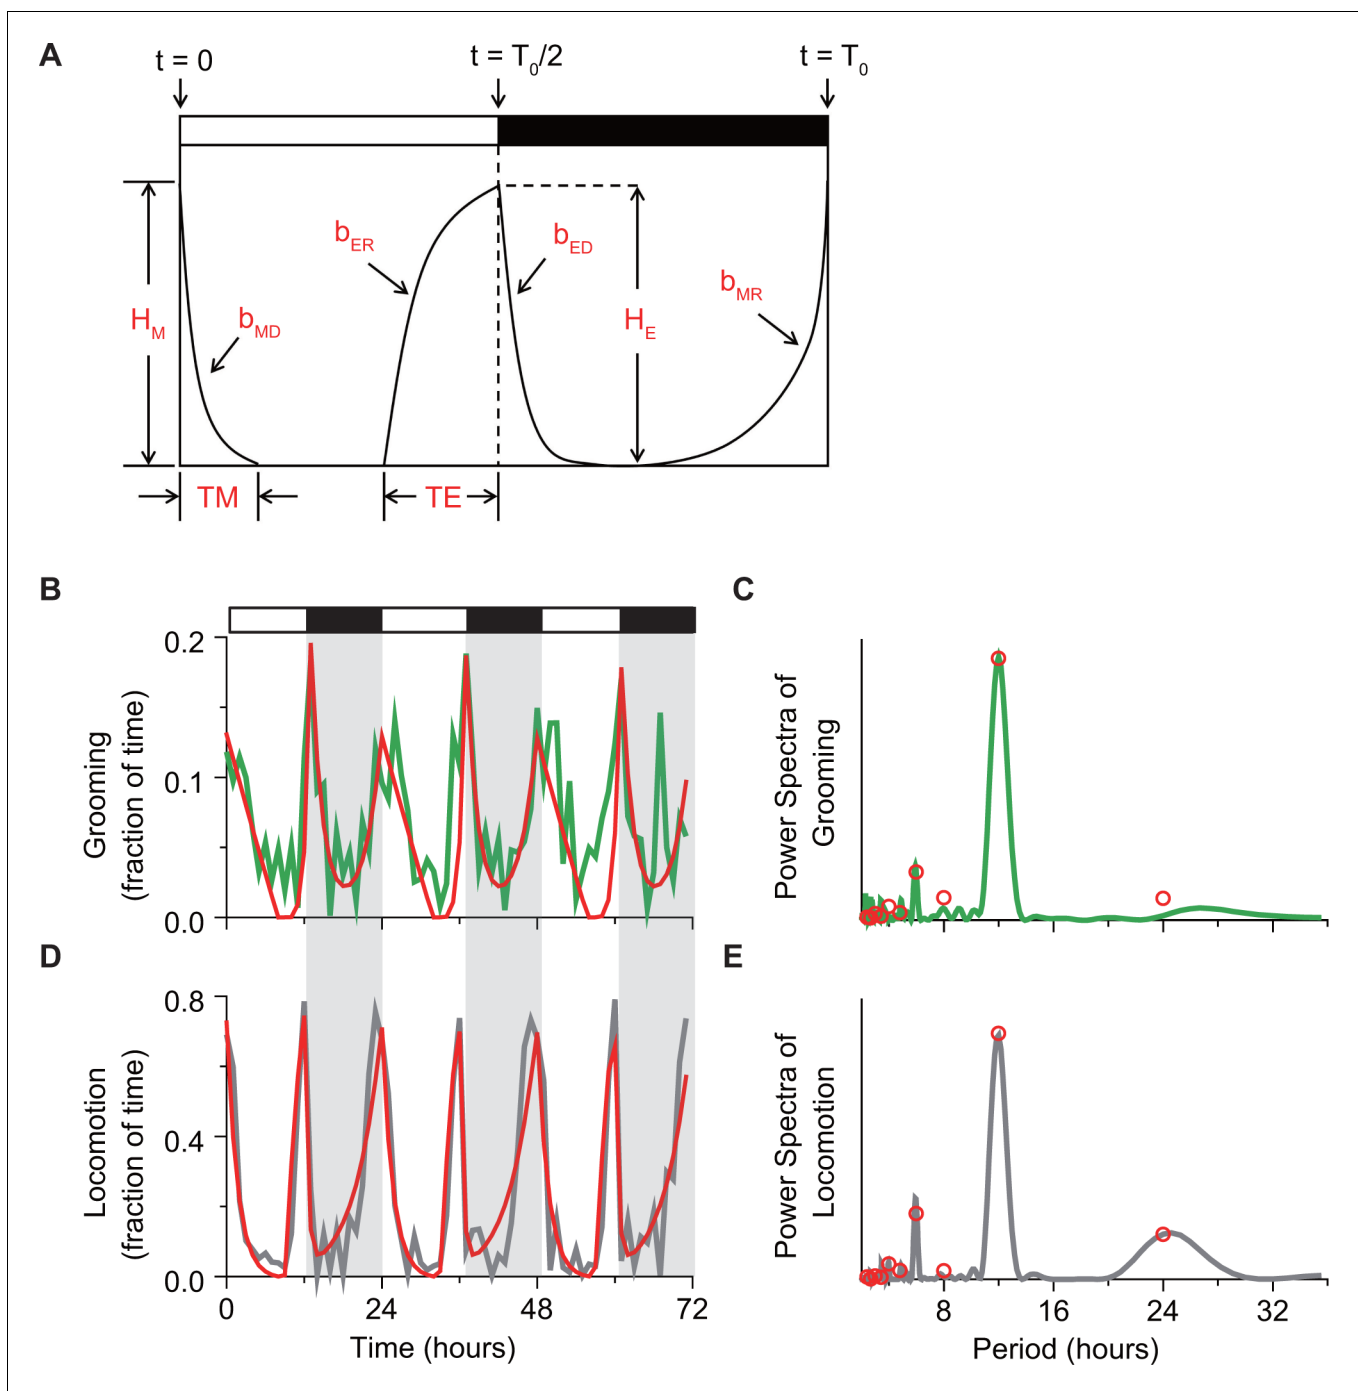 A
t = 0
t = T0/2
t = T0
HM
bMD
bER
bED
HE
bMR
TM
TE
B
Grooming
(fraction of time)
0.2
0.1
0.0
C
Power Spectra of
Grooming
D
Locomotion
(fraction of time)
0.8
0.4
0.0
0 24 48 72
Time (hours)
E
Power Spectra of
Locomotion
8 16 24 32
Period (hours)